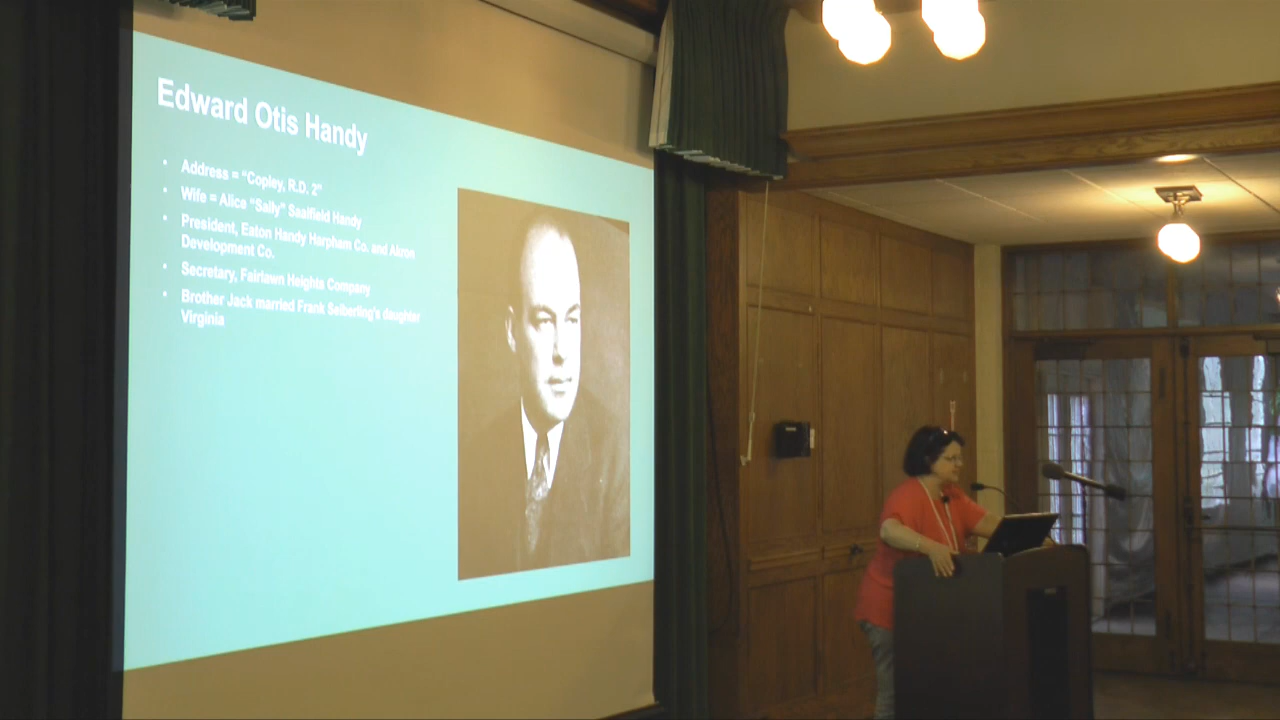 Edward Otis Handy
• Address = "Copley, R.D. 2"
• Wife = Alice "Sally" Saalfield Handy
• President, Eaton Handy Harpham Co. and Akron
Development Co.
• Secretary, Fairlawn Heights Company
• Brother Jack married Frank Seiberling's daughter
Virginia